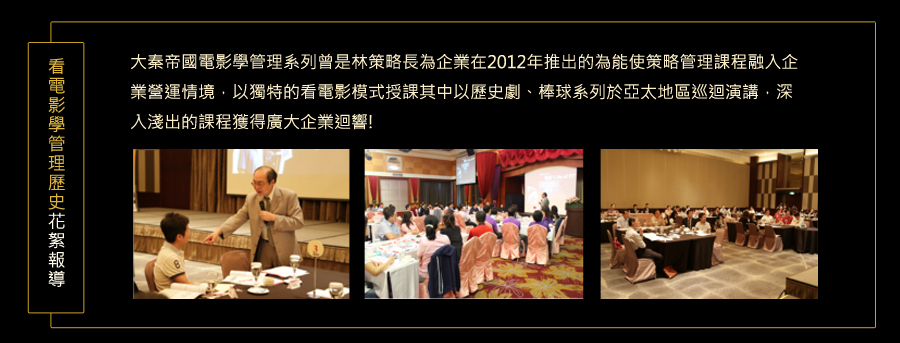 看電影學管理歷史花絮報導
大秦帝國電影學管理系列曾是林策略長為企業在2012年推出的為能使策略管理課程融入企
業營運情境，以獨特的看電影模式授課其中以歷史劇、棒球系列於亞太地區巡迴演講，深
入淺出的課程獲得廣大企業迴響!